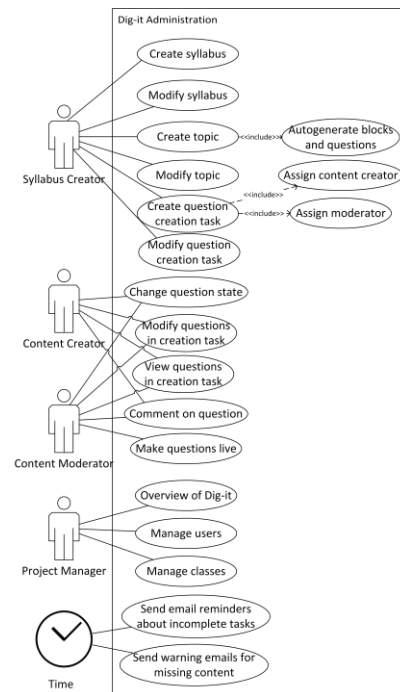 Dig-it Administration
Create syllabus
Modify syllabus
Create topic
<<include>>
Autogenerate blocks
and questions
Syllabus Creator
Modify topic
Assign content creator
<<include>>
Create question
creation task
<<include>>
Assign moderator
Modify question
creation task
Change question state
Content Creator
Modify questions
in creation task
View questions
in creation task
Comment on question
Content Moderator
Make questions live
Overview of Dig-it
Manage users
Project Manager
Manage classes
Send email reminders
about incomplete tasks
Send warning emails for
missing content
Time